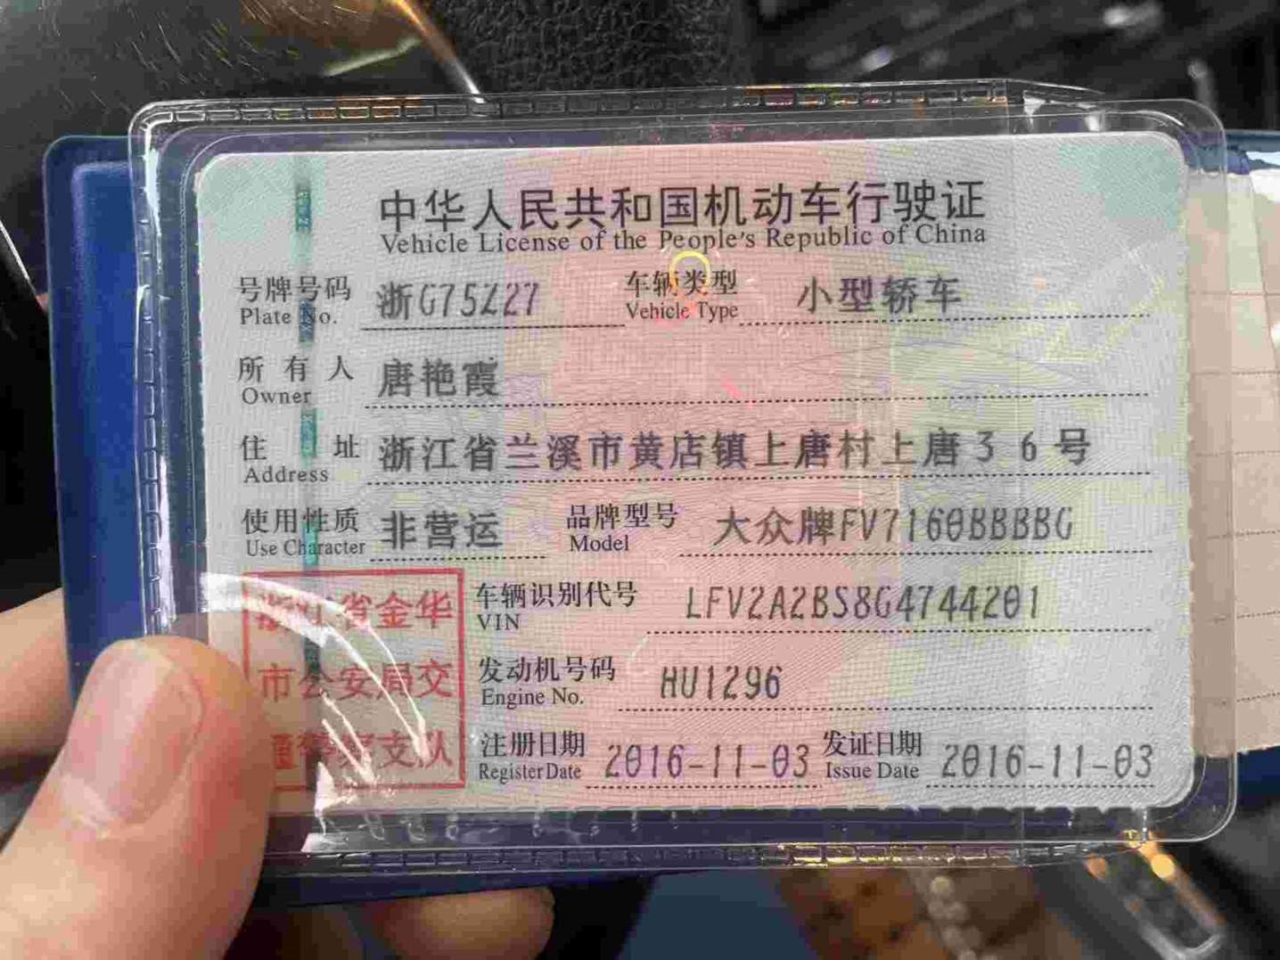 中华人民共和国机动车行驶证
Vehicle License of the People's Republic of China
号牌号码 浙G75Z27 车辆类型 小型轿车
Plate No. Vehicle Type
所有人 唐艳霞
Owner
住址 浙江省兰溪市黄店镇上唐村上唐36号
Address
使用性质 非营运 品牌型号 大众牌FV7160BBBBG
Use Character Model
浙江省金华
市公安局交
通警察支队
车辆识别代号 LFV2A2BS8G4744201
VIN
发动机号码 HU1296
Engine No.
注册日期 2016-11-03 发证日期 2016-11-03
Register Date Issue Date